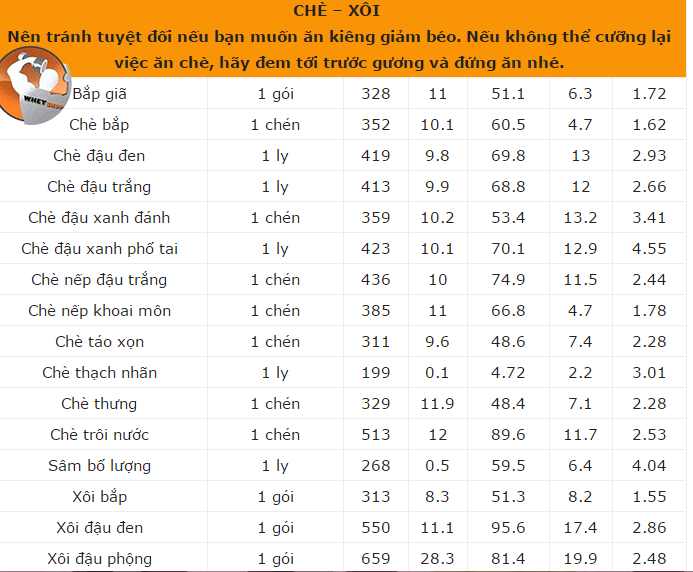 CHÈ – XÔI
Nên tránh tuyệt đối nếu bạn muốn ăn kiêng giảm béo. Nếu không thể cưỡng lại
việc ăn chè, hãy đem tới trước gương và đứng ăn nhé.
Bắp giã 1 gói 328 11 51.1 6.3 1.72
Chè bắp 1 chén 352 10.1 60.5 4.7 1.62
Chè đậu đen 1 ly 419 9.8 69.8 13 2.93
Chè đậu trắng 1 ly 413 9.9 68.8 12 2.66
Chè đậu xanh đánh 1 chén 359 10.2 53.4 13.2 3.41
Chè đậu xanh phổ tai 1 ly 423 10.1 70.1 12.9 4.55
Chè nếp đậu trắng 1 chén 436 10 74.9 11.5 2.44
Chè nếp khoai môn 1 chén 385 11 66.8 4.7 1.78
Chè táo xọn 1 chén 311 9.6 48.6 7.4 2.28
Chè thạch nhãn 1 ly 199 0.1 4.72 2.2 3.01
Chè thưng 1 chén 329 11.9 48.4 7.1 2.28
Chè trôi nước 1 chén 513 12 89.6 11.7 2.53
Sâm bổ lượng 1 ly 268 0.5 59.5 6.4 4.04
Xôi bắp 1 gói 313 8.3 51.3 8.2 1.55
Xôi đậu đen 1 gói 550 11.1 95.6 17.4 2.86
Xôi đậu phộng 1 gói 659 28.3 81.4 19.9 2.48